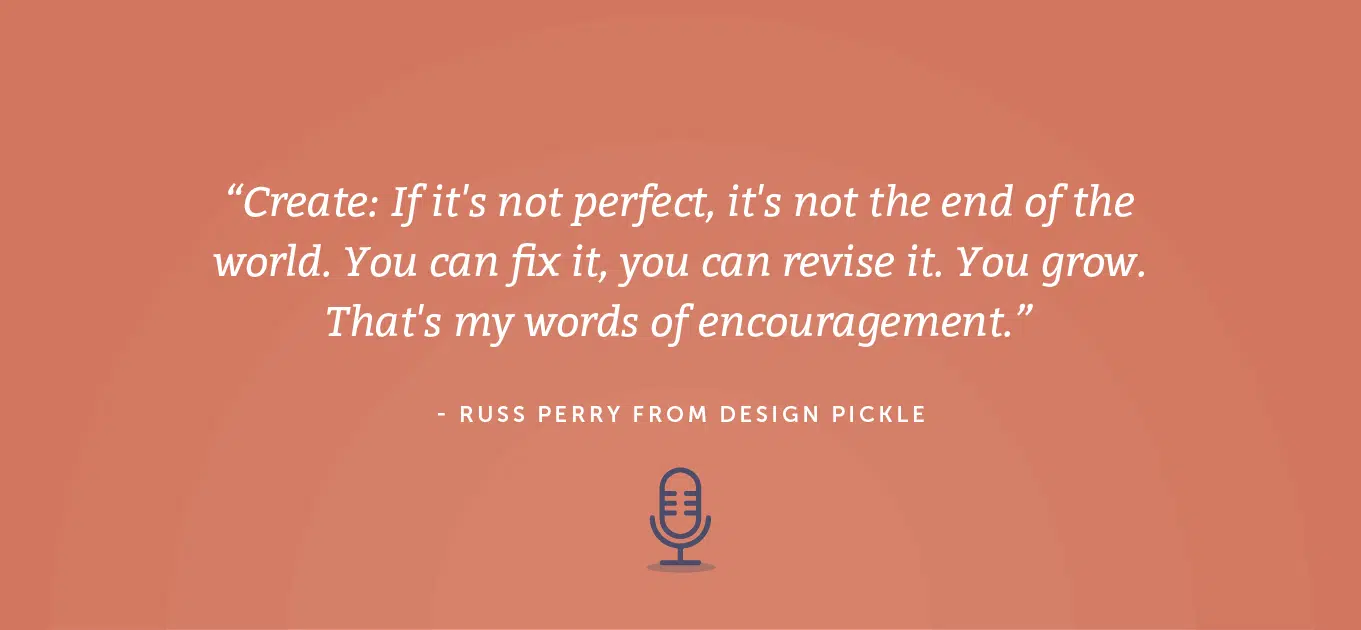 “Create: If it's not perfect, it's not the end of the
world. You can fix it, you can revise it. You grow.
That's my words of encouragement.”
- RUSS PERRY FROM DESIGN PICKLE